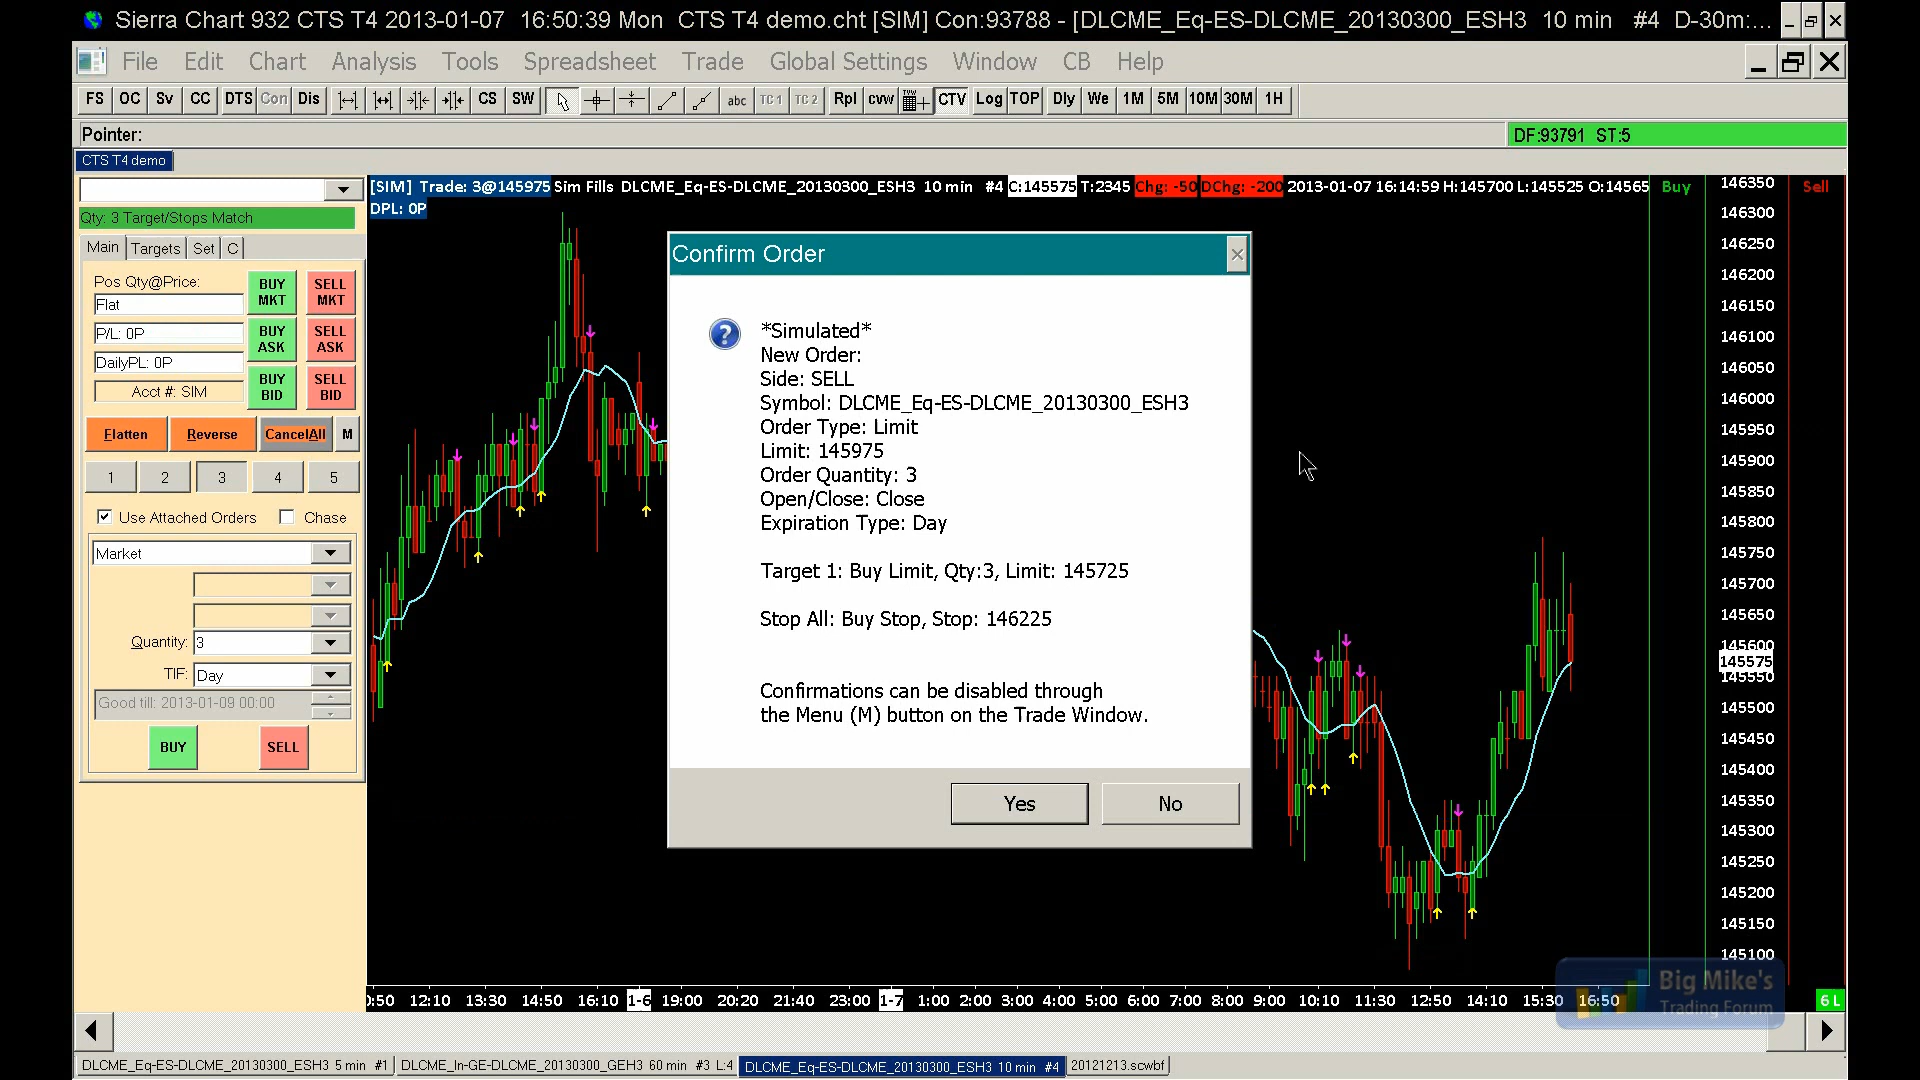 Sierra Chart 932 CTS T4 2013-01-07  16:50:39 Mon  CTS T4 demo.cht [SIM] Con:93788 - [DLCME_Eq-ES-DLCME_20130300_ESH3  10 min  #4  D-30m:...
File Edit Chart Analysis Tools Spreadsheet Trade Global Settings Window CB Help
FS OC Sv CC DTS Con Dis CS SW abc TC 1 TC 2 Rpl cvw CTV Log TOP Dly We 1M 5M 10M 30M 1H
Pointer: DF:93791  ST:5
CTS T4 demo
[SIM] Trade: 3@145975 Sim Fills DLCME_Eq-ES-DLCME_20130300_ESH3 10 min #4 C:145575 T:2345 Chg: -50 DChg: -200 2013-01-07 16:14:59 H:145700 L:145525 O:14565 Buy Sell
DPL: 0P
Qty: 3 Target/Stops Match
Main Targets Set C
Pos Qty@Price:
Flat
P/L: 0P
DailyPL: 0P
Acct #: SIM
BUY MKT
SELL MKT
BUY ASK
SELL ASK
BUY BID
SELL BID
Flatten Reverse CancelAll M
1 2 3 4 5
Use Attached Orders Chase
Market
Quantity: 3
TIF: Day
Good till: 2013-01-09 00:00
BUY SELL
Confirm Order
*Simulated*
New Order:
Side: SELL
Symbol: DLCME_Eq-ES-DLCME_20130300_ESH3
Order Type: Limit
Limit: 145975
Order Quantity: 3
Open/Close: Close
Expiration Type: Day
Target 1: Buy Limit, Qty:3, Limit: 145725
Stop All: Buy Stop, Stop: 146225
Confirmations can be disabled through
the Menu (M) button on the Trade Window.
Yes No
146350
146300
146250
146200
146150
146100
146050
146000
145950
145900
145850
145800
145750
145700
145650
145600
145575
145550
145500
145450
145400
145350
145300
145250
145200
145150
145100
Big Mike's
Trading Forum
0:50 12:10 13:30 14:50 16:10 1-6 19:00 20:20 21:40 23:00 1-7 1:00 2:00 3:00 4:00 5:00 6:00 7:00 8:00 9:00 10:10 11:30 12:50 14:10 15:30 16:50 6 L
DLCME_Eq-ES-DLCME_20130300_ESH3 5 min #1 DLCME_In-GE-DLCME_20130300_GEH3 60 min #3 L:4 DLCME_Eq-ES-DLCME_20130300_ESH3 10 min #4 20121213.scwbf